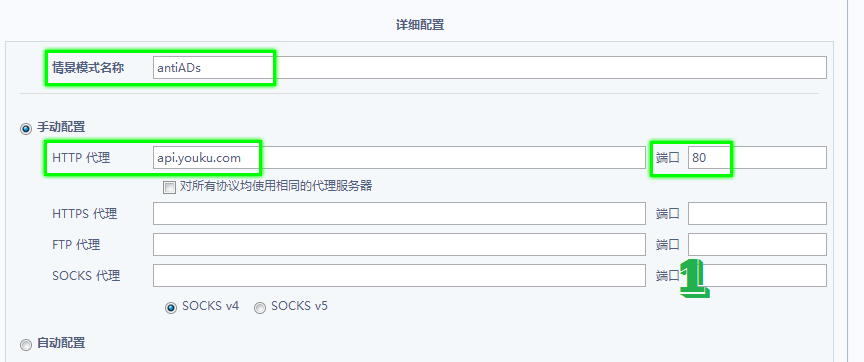 详细配置
情景模式名称 antiADs
手动配置
HTTP 代理 api.youku.com 端口 80
对所有协议均使用相同的代理服务器
HTTPS 代理 端口
FTP 代理 端口
SOCKS 代理 端口 1
SOCKS v4 SOCKS v5
自动配置